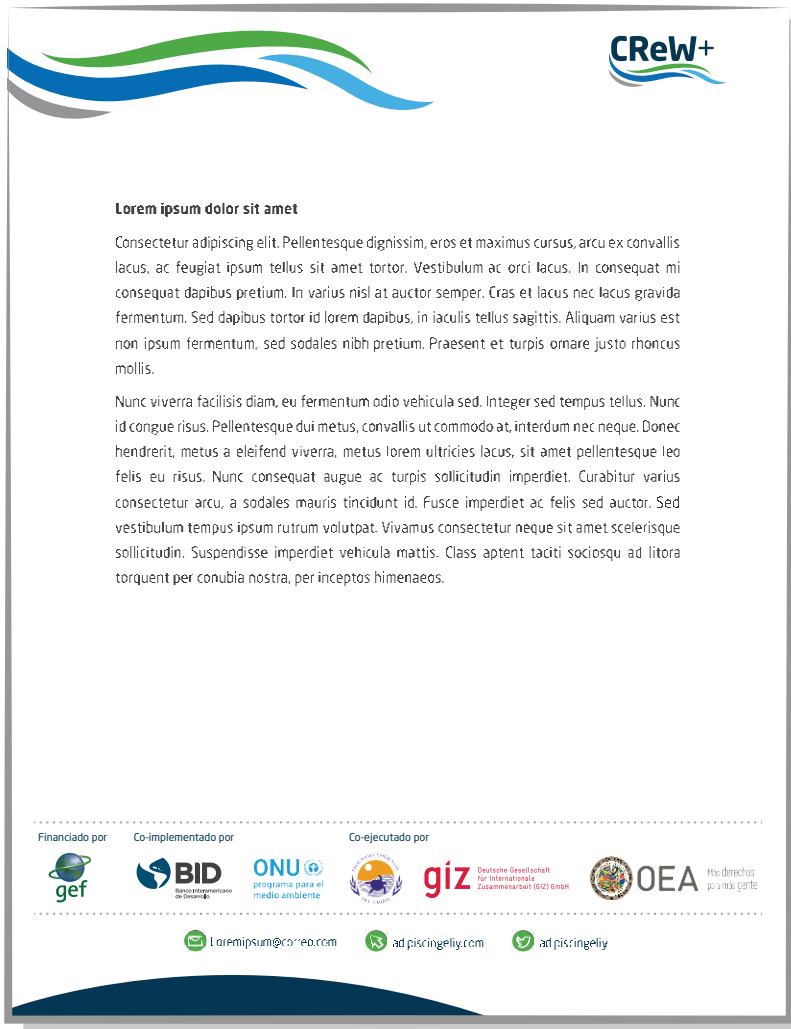 CReW+
Lorem ipsum dolor sit amet
Consectetur adipiscing elit. Pellentesque dignissim, eros et maximus cursus, arcu ex convallis
lacus, ac feugiat ipsum tellus sit amet tortor. Vestibulum ac orci lacus. In consequat mi
consequat dapibus pretium. In varius nisl at auctor semper. Cras et lacus nec lacus gravida
fermentum. Sed dapibus tortor id lorem dapibus, in iaculis tellus sagittis. Aliquam varius est
non ipsum fermentum, sed sodales nibh pretium. Praesent et turpis ornare justo rhoncus
mollis.
Nunc viverra facilisis diam, eu fermentum odio vehicula sed. Integer sed tempus tellus. Nunc
id congue risus. Pellentesque dui metus, convallis ut commodo at, interdum nec neque. Donec
hendrerit, metus a eleifend viverra, metus lorem ultricies lacus, sit amet pellentesque leo
felis eu risus. Nunc consequat augue ac turpis sollicitudin imperdiet. Curabitur varius
consectetur arcu, a sodales mauris tincidunt id. Fusce imperdiet ac felis sed auctor. Sed
vestibulum tempus ipsum rutrum volutpat. Vivamus consectetur neque sit amet scelerisque
sollicitudin. Suspendisse imperdiet vehicula mattis. Class aptent taciti sociosqu ad litora
torquent per conubia nostra, per inceptos himenaeos.
Financiado por
Co-implementado por
Co-ejecutado por
gef
BID
Banco Interamericano
de Desarrollo
ONU
programa para el
medio ambiente
giz
Deutsche Gesellschaft
für Internationale
Zusammenarbeit (GIZ) GmbH
OEA
Más derechos
para más gente
Loremipsum@correo.com
adipiscingeliy.com
adipiscingeliy